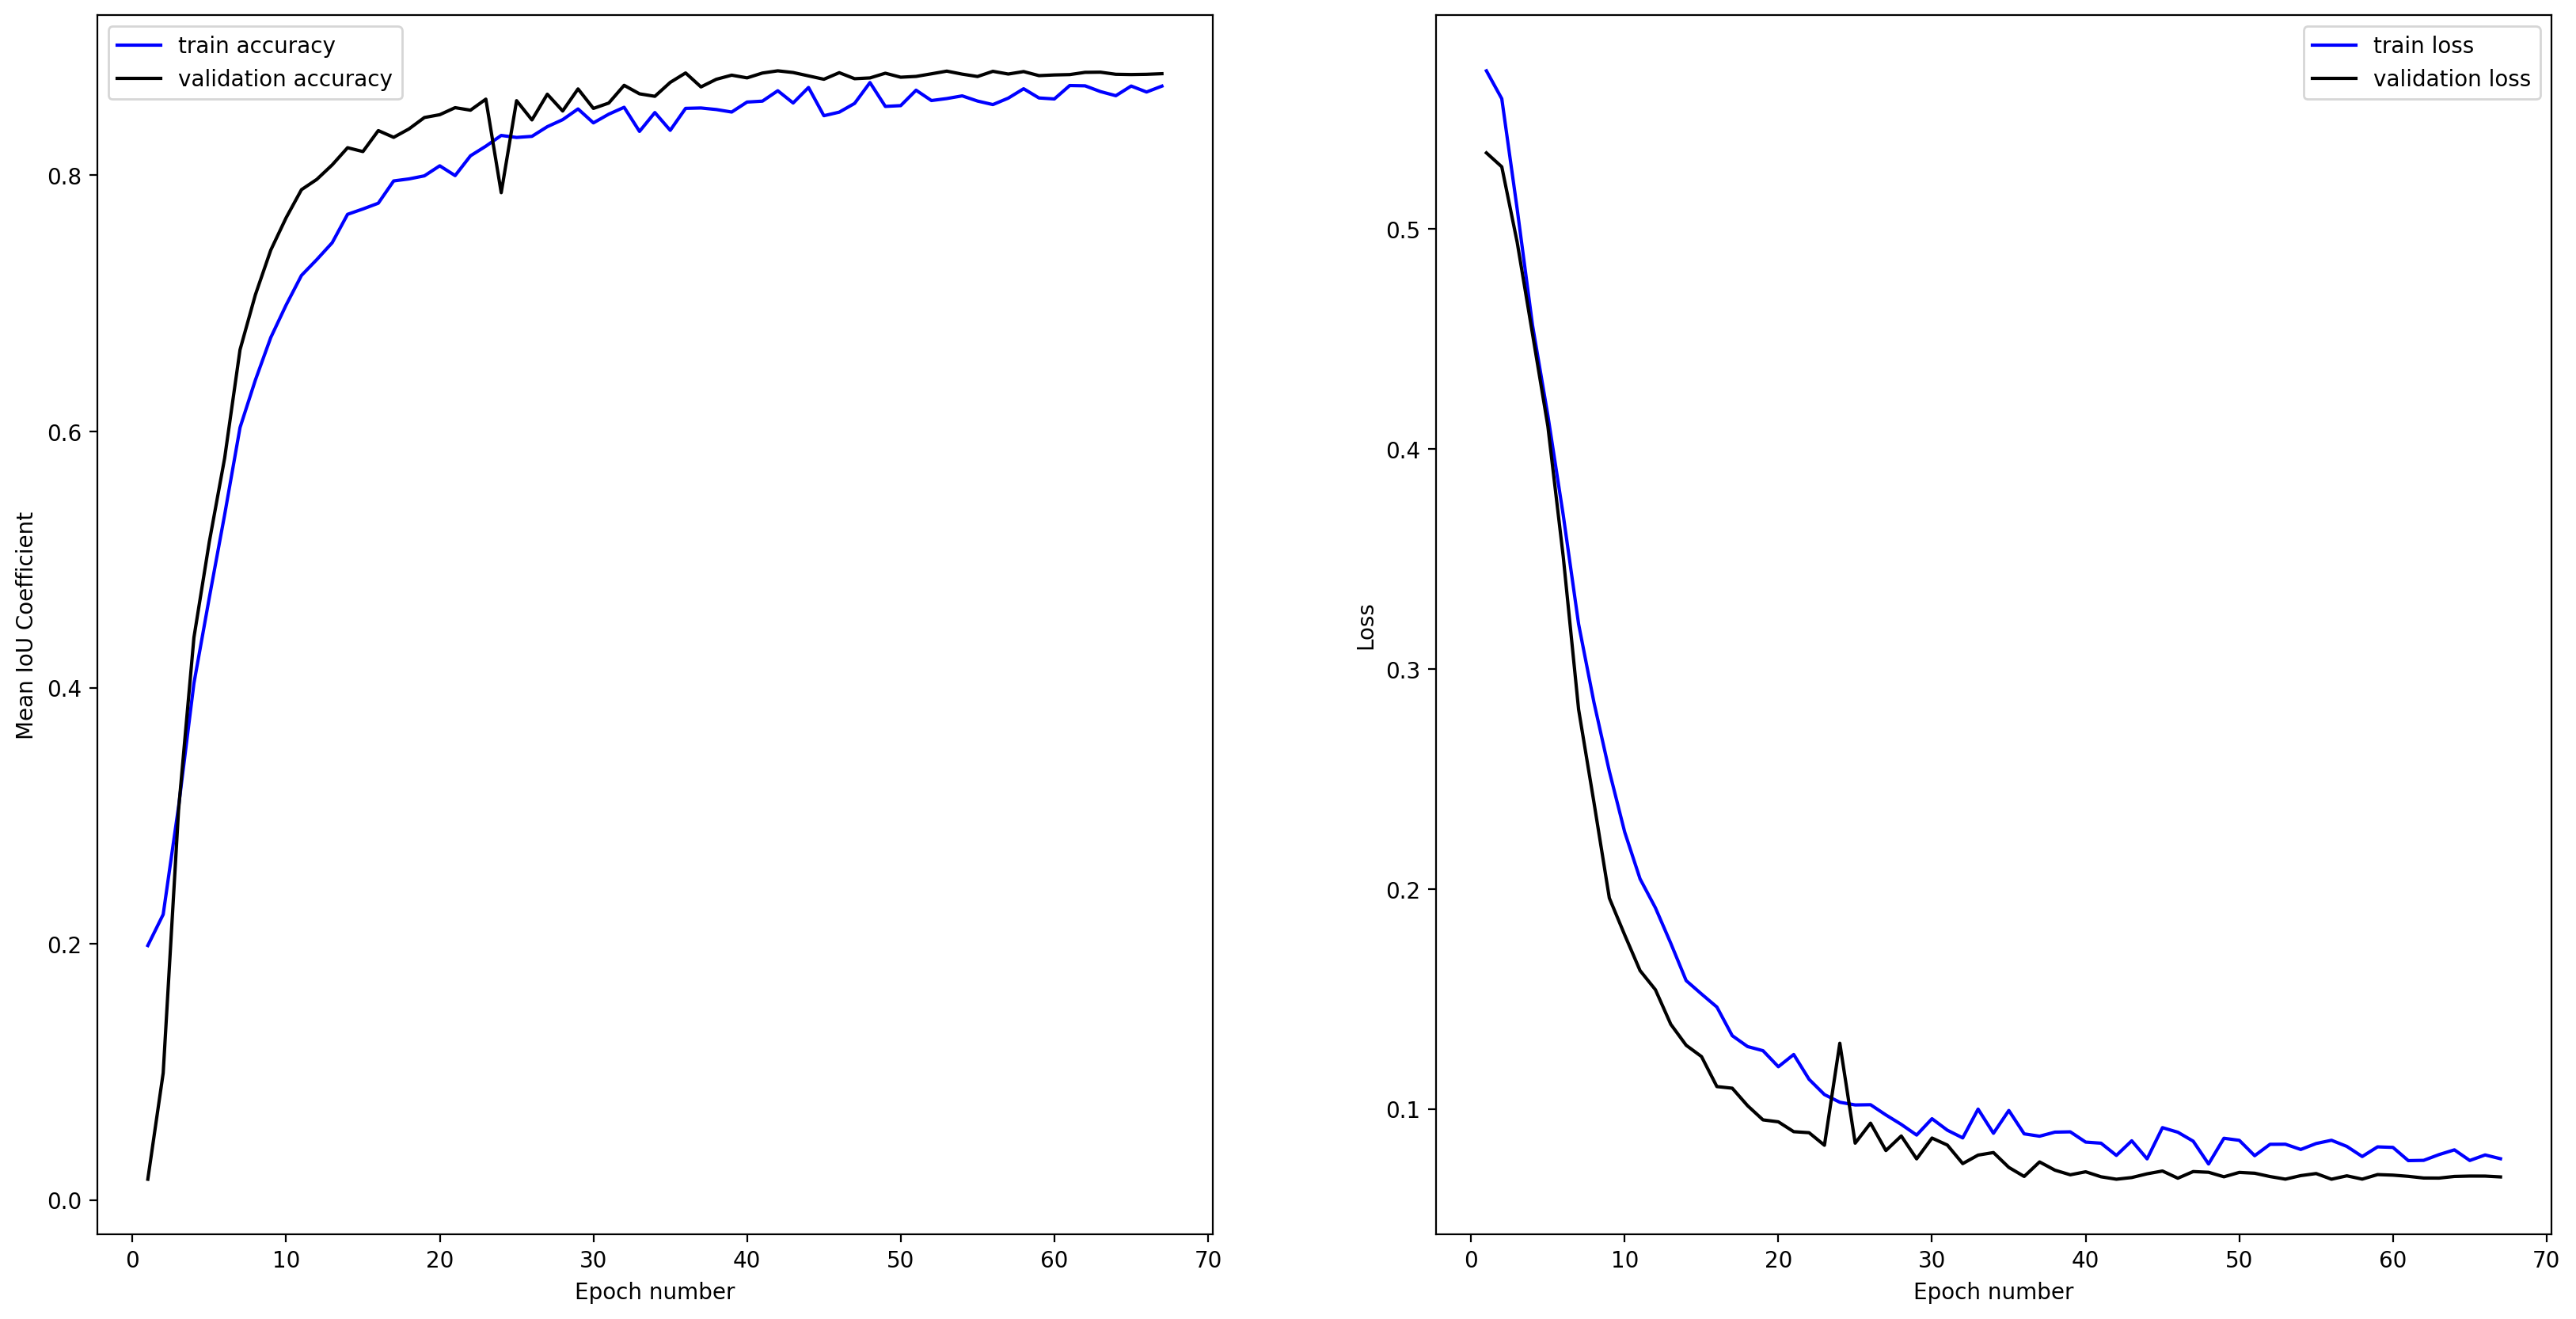 train accuracy
validation accuracy
0.8
0.6
0.4
0.2
0.0
Mean IoU Coefficient
0 10 20 30 40 50 60 70
Epoch number
train loss
validation loss
0.5
0.4
0.3
0.2
0.1
Loss
0 10 20 30 40 50 60 70
Epoch number